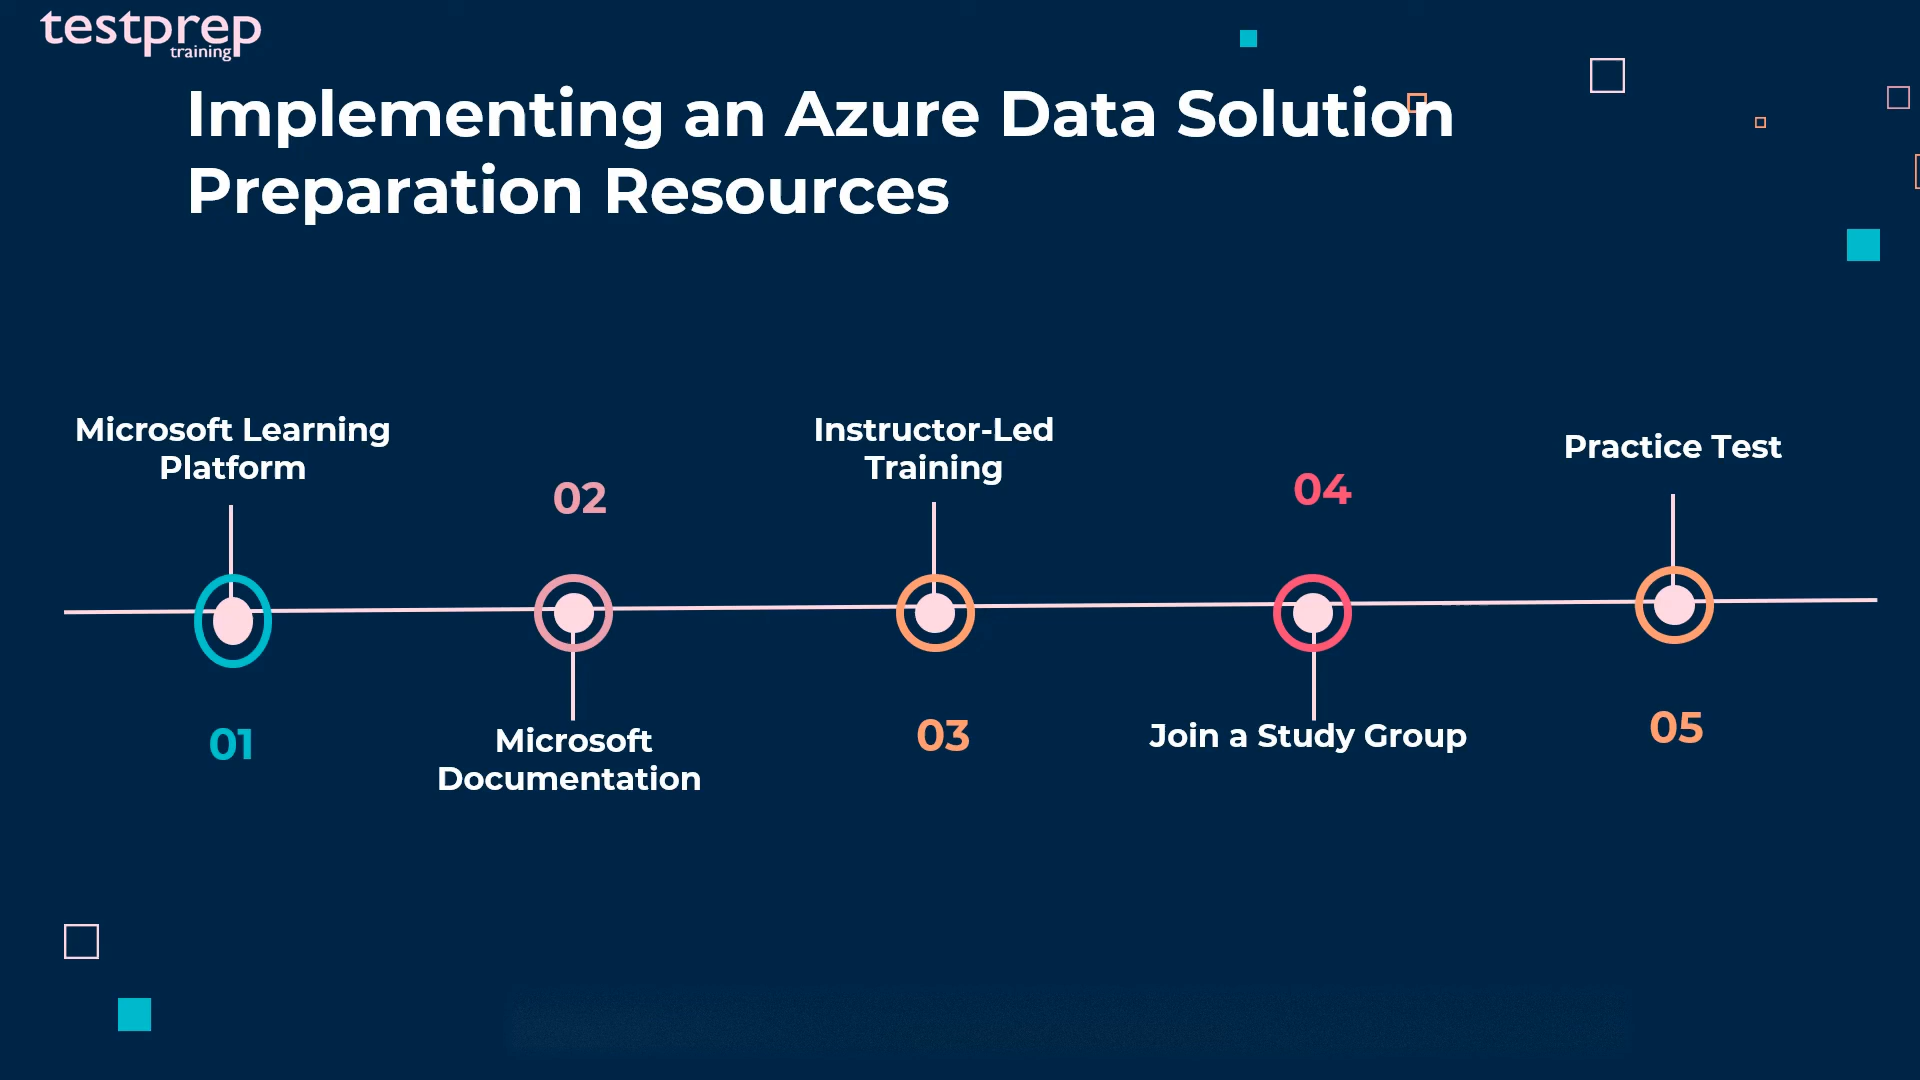 testprep
training
Implementing an Azure Data Solution
Preparation Resources
Microsoft Learning
Platform
01
02
Microsoft
Documentation
Instructor-Led
Training
03
04
Join a Study Group
Practice Test
05